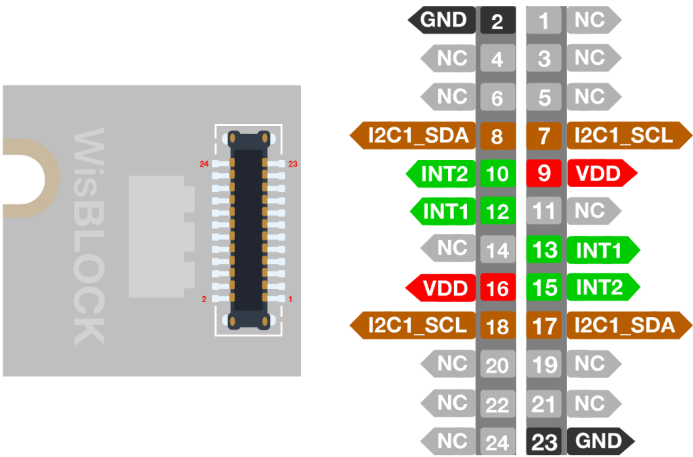 WisBLOCK
24 23
2 1
GND 2 1 NC
NC 4 3 NC
NC 6 5 NC
I2C1_SDA 8 7 I2C1_SCL
INT2 10 9 VDD
INT1 12 11 NC
NC 14 13 INT1
VDD 16 15 INT2
I2C1_SCL 18 17 I2C1_SDA
NC 20 19 NC
NC 22 21 NC
NC 24 23 GND